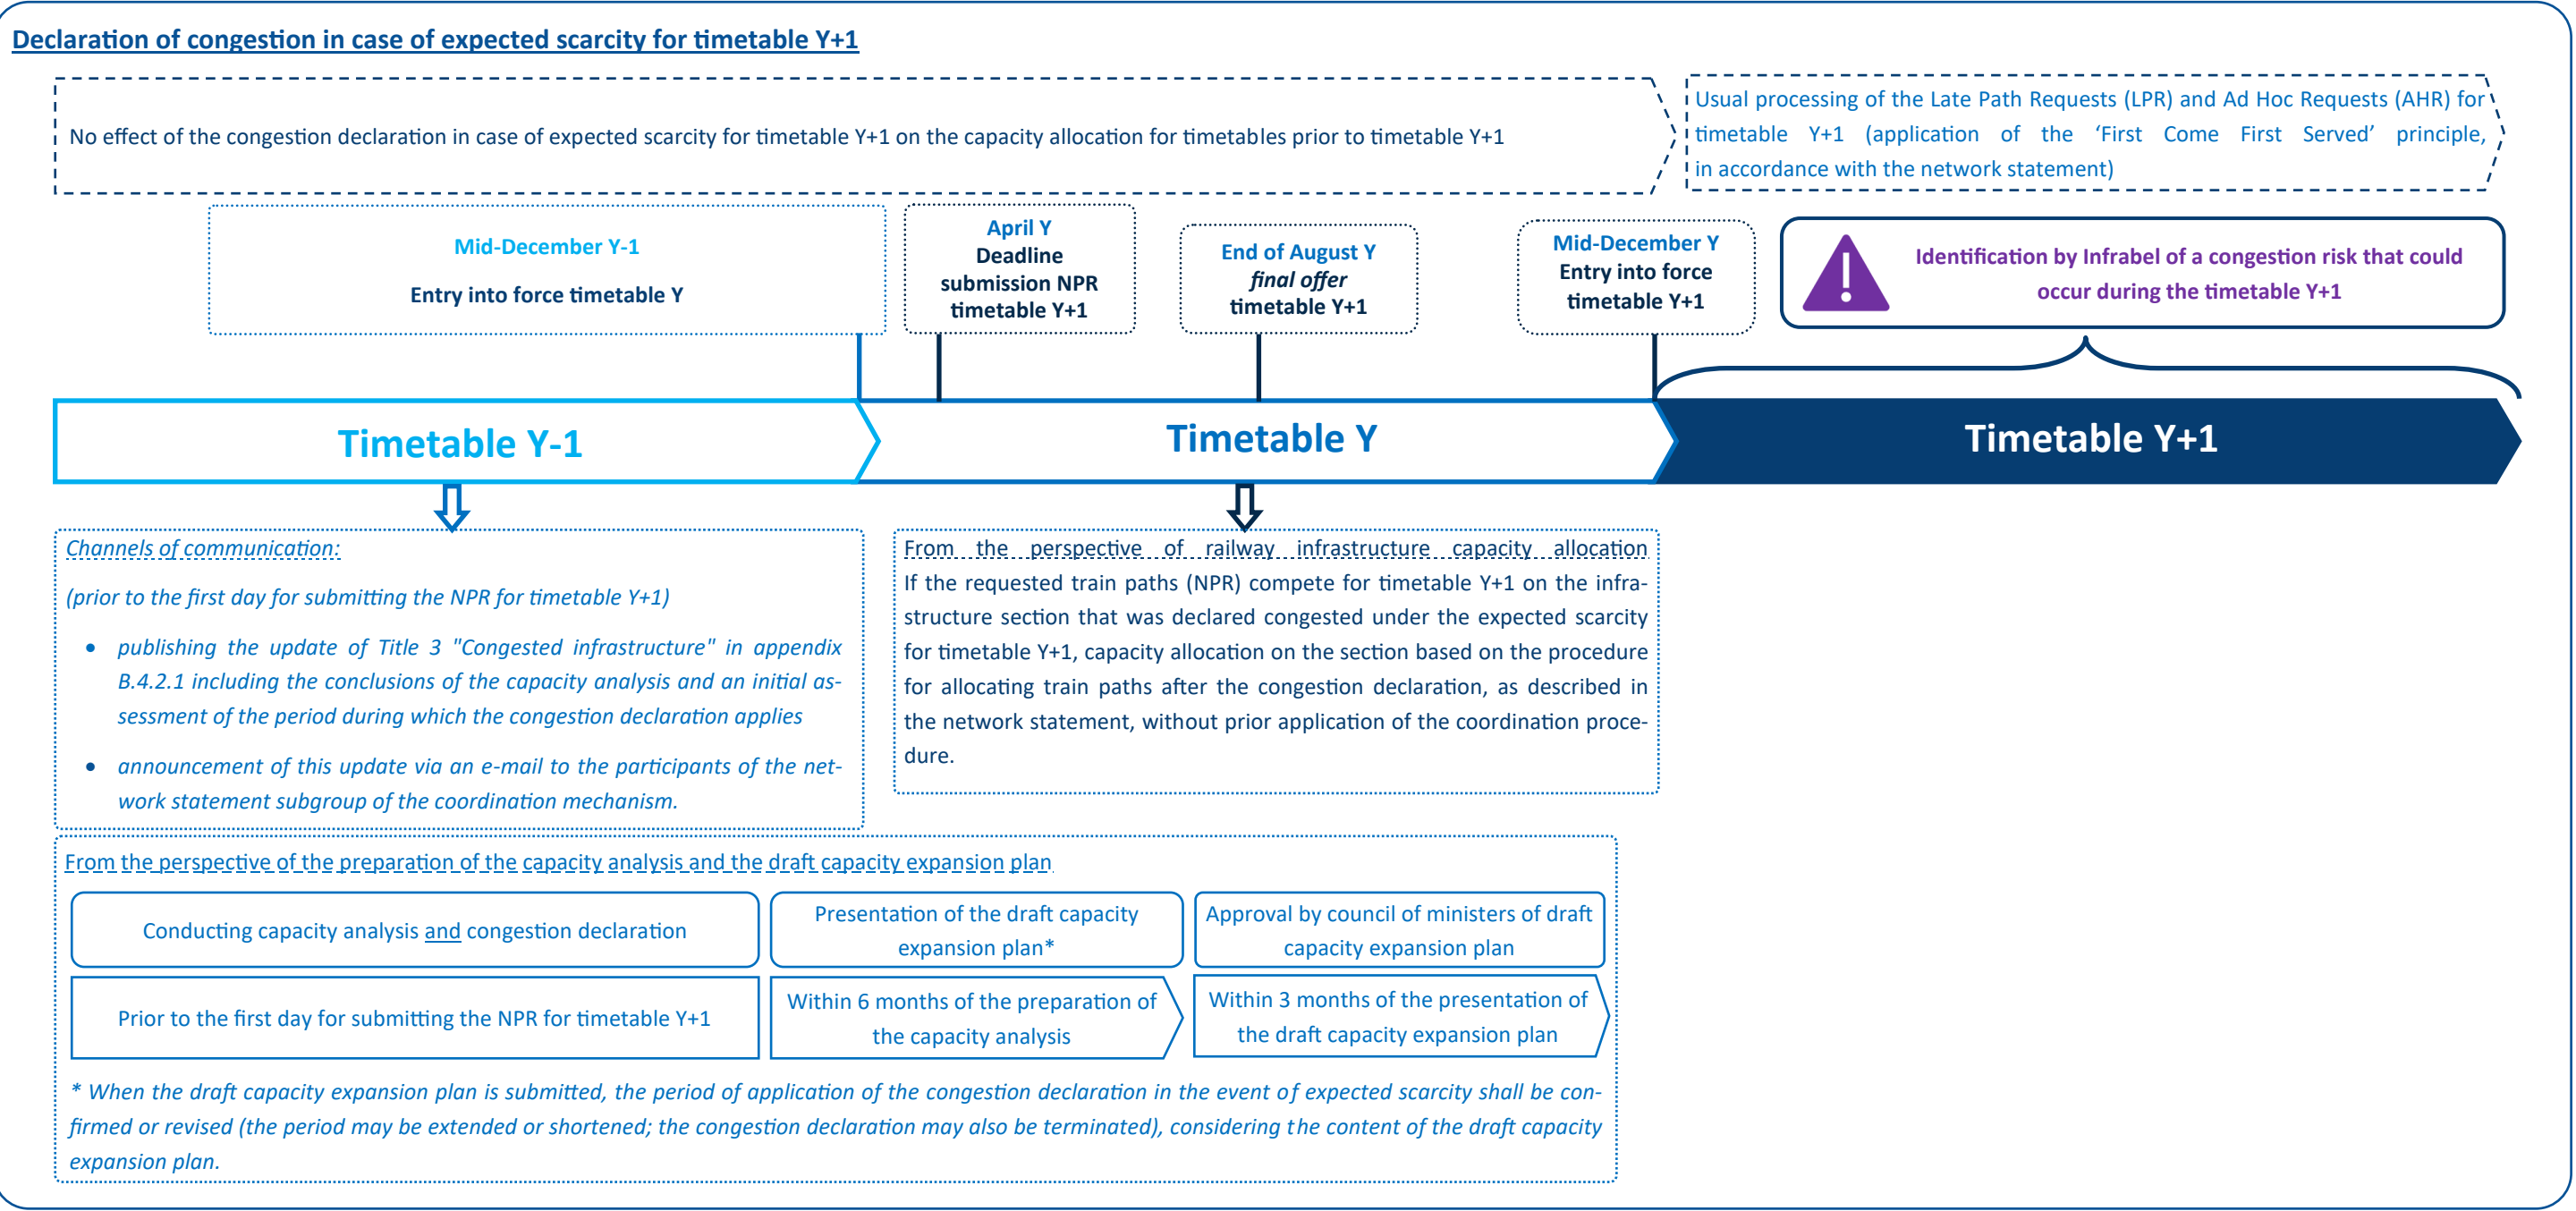 Declaration of congestion in case of expected scarcity for timetable Y+1
No effect of the congestion declaration in case of expected scarcity for timetable Y+1 on the capacity allocation for timetables prior to timetable Y+1
Usual processing of the Late Path Requests (LPR) and Ad Hoc Requests (AHR) for
timetable Y+1 (application of the ‘First Come First Served’ principle,
in accordance with the network statement)
Mid-December Y-1
Entry into force timetable Y
April Y
Deadline
submission NPR
timetable Y+1
End of August Y
final offer
timetable Y+1
Mid-December Y
Entry into force
timetable Y+1
Identification by Infrabel of a congestion risk that could
occur during the timetable Y+1
Timetable Y-1
Timetable Y
Timetable Y+1
Channels of communication:
(prior to the first day for submitting the NPR for timetable Y+1)
• publishing the update of Title 3 "Congested infrastructure" in appendix
B.4.2.1 including the conclusions of the capacity analysis and an initial as-
sessment of the period during which the congestion declaration applies
• announcement of this update via an e-mail to the participants of the net-
work statement subgroup of the coordination mechanism.
From the perspective of railway infrastructure capacity allocation
If the requested train paths (NPR) compete for timetable Y+1 on the infra-
structure section that was declared congested under the expected scarcity
for timetable Y+1, capacity allocation on the section based on the procedure
for allocating train paths after the congestion declaration, as described in
the network statement, without prior application of the coordination proce-
dure.
From the perspective of the preparation of the capacity analysis and the draft capacity expansion plan
Conducting capacity analysis and congestion declaration
Presentation of the draft capacity
expansion plan*
Approval by council of ministers of draft
capacity expansion plan
Prior to the first day for submitting the NPR for timetable Y+1
Within 6 months of the preparation of
the capacity analysis
Within 3 months of the presentation of
the draft capacity expansion plan
* When the draft capacity expansion plan is submitted, the period of application of the congestion declaration in the event of expected scarcity shall be con-
firmed or revised (the period may be extended or shortened; the congestion declaration may also be terminated), considering the content of the draft capacity
expansion plan.